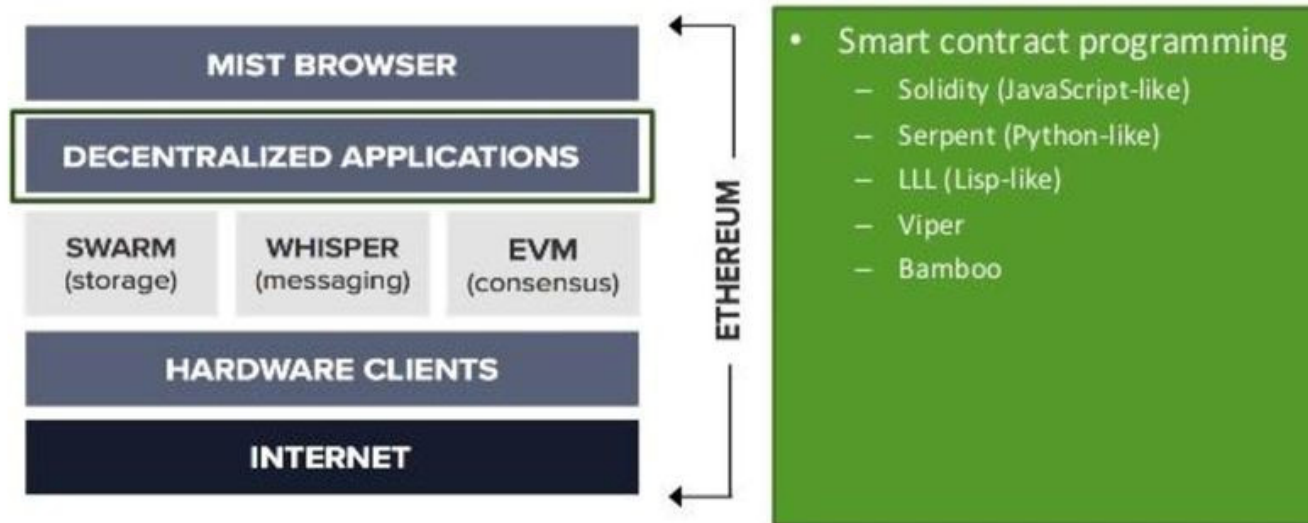 MIST BROWSER
DECENTRALIZED APPLICATIONS
SWARM
(storage)
WHISPER
(messaging)
EVM
(consensus)
HARDWARE CLIENTS
INTERNET
ETHEREUM
• Smart contract programming
– Solidity (JavaScript-like)
– Serpent (Python-like)
– LLL (Lisp-like)
– Viper
– Bamboo